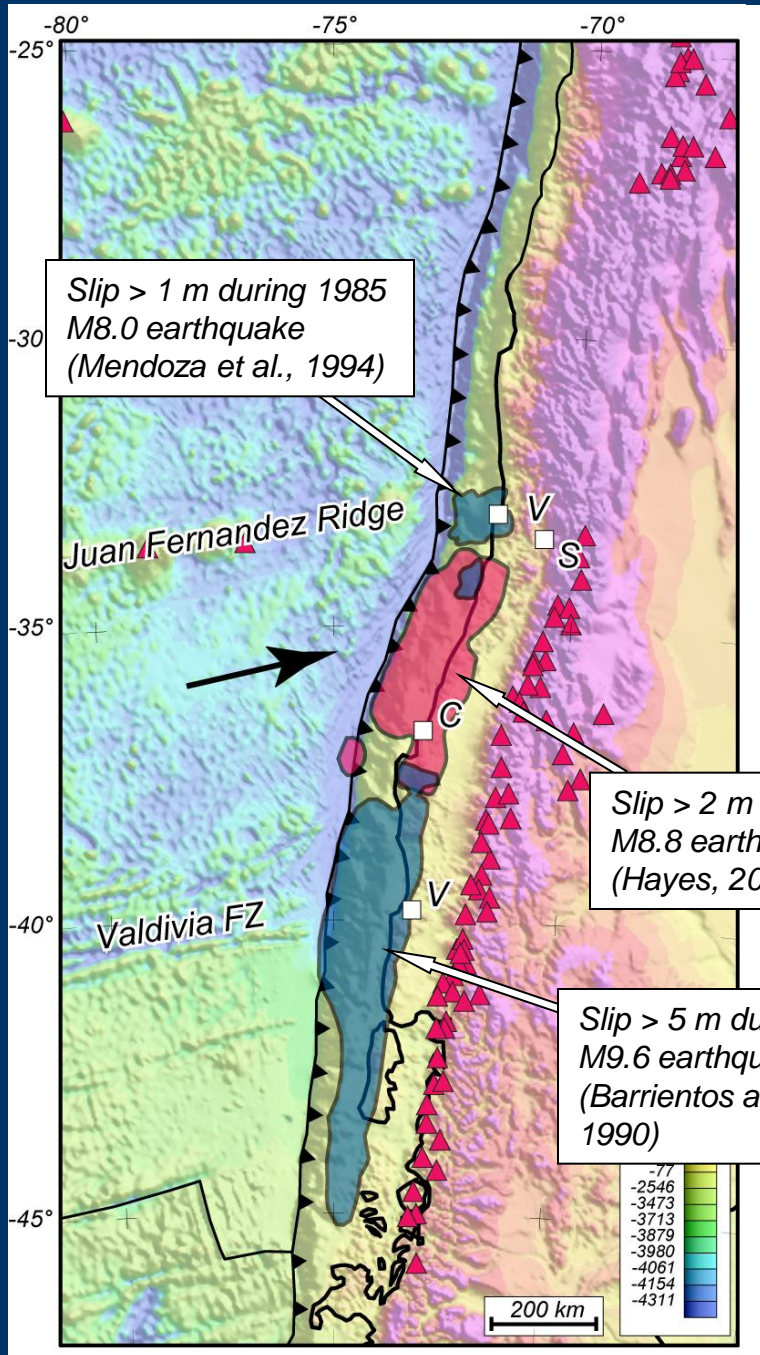 -80°
-75°
-70°
-25°
Slip > 1 m during 1985
M8.0 earthquake
(Mendoza et al., 1994)
-30
Juan Fernandez Ridge
V
S
-35°
C
Slip > 2 m
M8.8 earth
(Hayes, 20
V
-40°
Valdivia FZ
Slip > 5 m du
M9.6 earthqu
(Barrientos a
1990)
-77
-2546
-3473
-3713
-3879
-3980
-4061
-4154
-4311
-45°
200 km